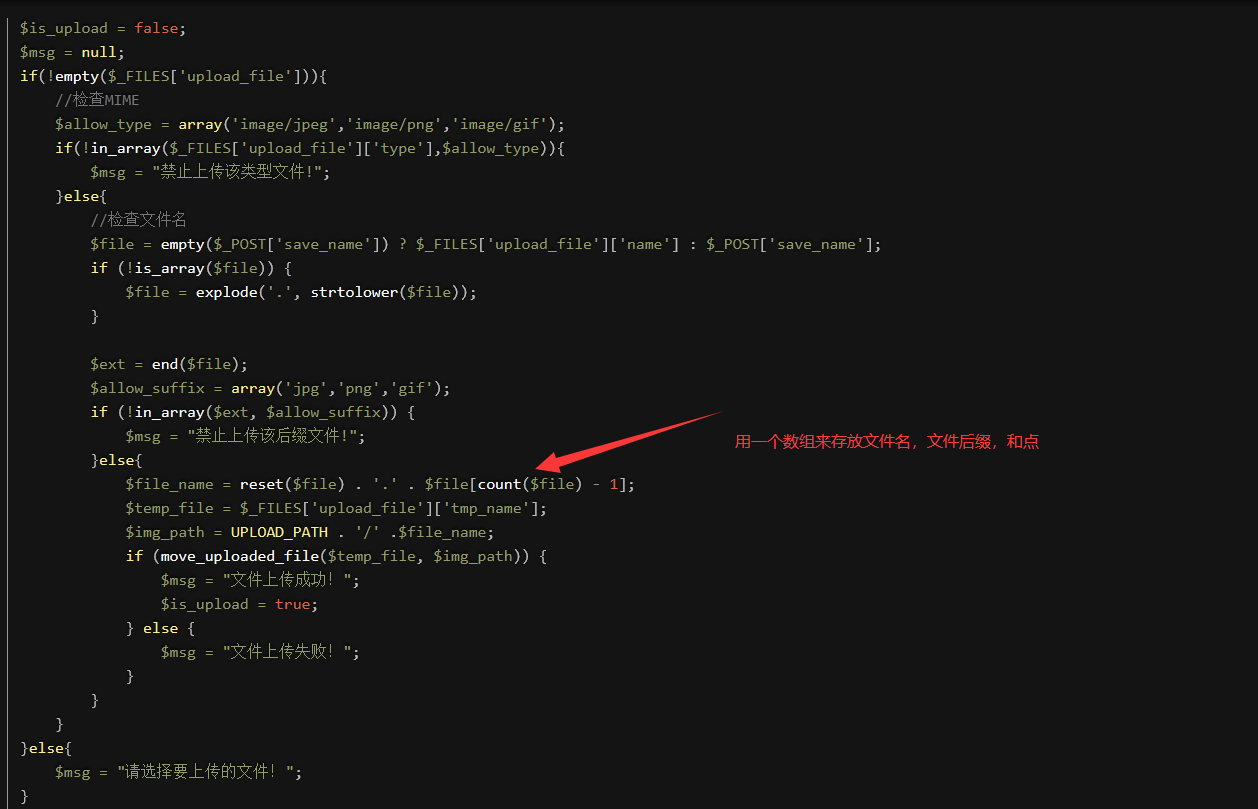 $is_upload = false;
$msg = null;
if(!empty($_FILES['upload_file'])){
    //检查MIME
    $allow_type = array('image/jpeg','image/png','image/gif');
    if(!in_array($_FILES['upload_file']['type'],$allow_type)){
        $msg = "禁止上传该类型文件!";
    }else{
        //检查文件名
        $file = empty($_POST['save_name']) ? $_FILES['upload_file']['name'] : $_POST['save_name'];
        if (!is_array($file)) {
            $file = explode('.', strtolower($file));
        }
        $ext = end($file);
        $allow_suffix = array('jpg','png','gif');
        if (!in_array($ext, $allow_suffix)) {
            $msg = "禁止上传该后缀文件!";
用一个数组来存放文件名，文件后缀，和点
        }else{
            $file_name = reset($file) . '.' . $file[count($file) - 1];
            $temp_file = $_FILES['upload_file']['tmp_name'];
            $img_path = UPLOAD_PATH . '/' .$file_name;
            if (move_uploaded_file($temp_file, $img_path)) {
                $msg = "文件上传成功！";
                $is_upload = true;
            } else {
                $msg = "文件上传失败！";
            }
        }
    }
}else{
    $msg = "请选择要上传的文件！";
}